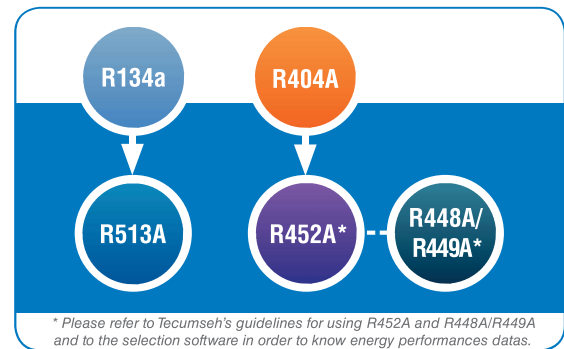 R134a
R404A
R513A
R452A*
R448A/
R449A*
* Please refer to Tecumseh's guidelines for using R452A and R448A/R449A
and to the selection software in order to know energy performances datas.